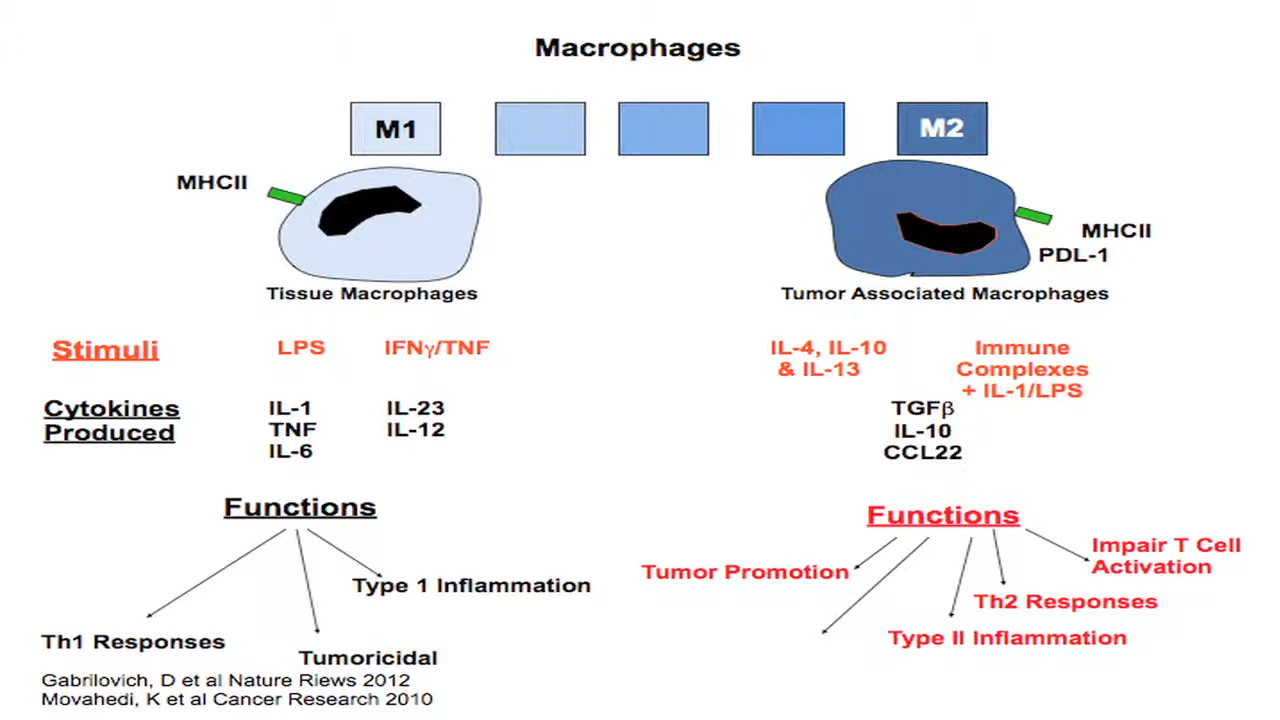 Macrophages
M1
M2
MHCII
MHCII
PDL-1
Tissue Macrophages
Tumor Associated Macrophages
Stimuli
LPS
IFNγ/TNF
IL-4, IL-10
& IL-13
Immune
Complexes
+ IL-1/LPS
Cytokines
Produced
IL-1
TNF
IL-6
IL-23
IL-12
TGFβ
IL-10
CCL22
Functions
Type 1 Inflammation
Th1 Responses
Tumoricidal
Functions
Tumor Promotion
Impair T Cell
Activation
Th2 Responses
Type II Inflammation
Gabrilovich, D et al Nature Riews 2012
Movahedi, K et al Cancer Research 2010